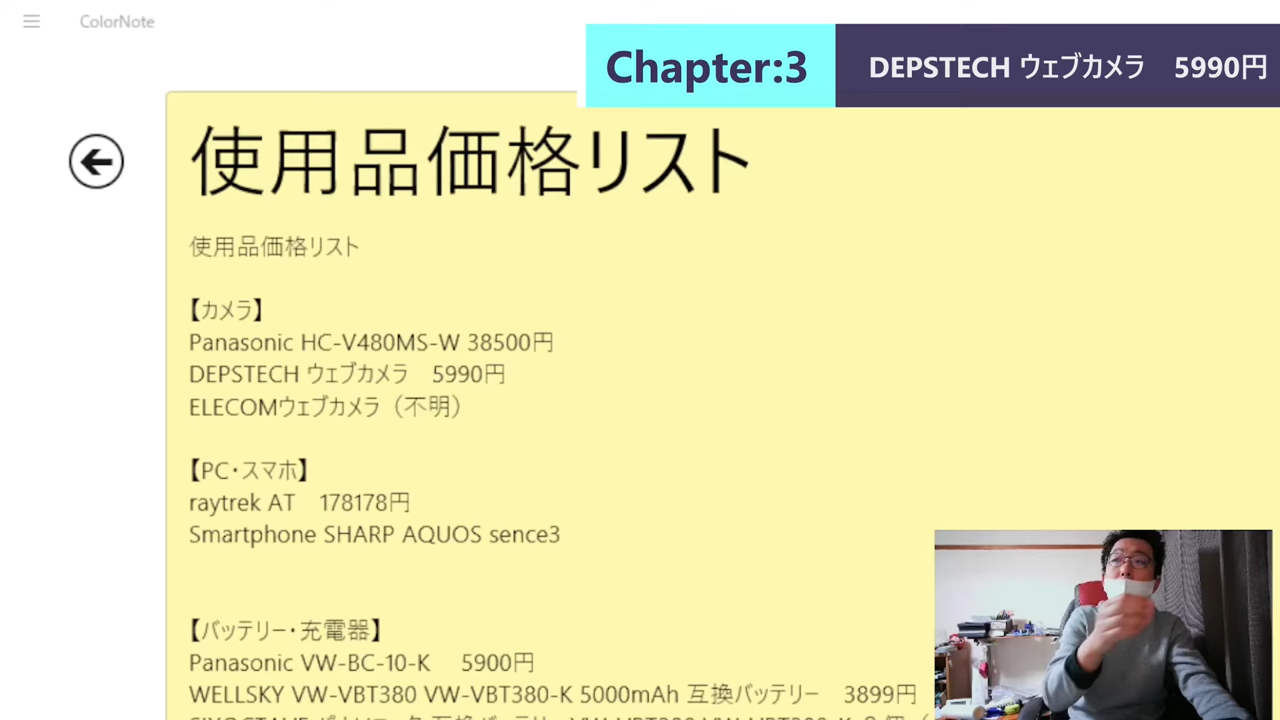 ColorNote
Chapter:3
DEPSTECH ウェブカメラ　5990円
使用品価格リスト
使用品価格リスト
【カメラ】
Panasonic HC-V480MS-W 38500円
DEPSTECH ウェブカメラ　5990円
ELECOMウェブカメラ（不明）
【PC・スマホ】
raytrek AT　178178円
Smartphone SHARP AQUOS sence3
【バッテリー・充電器】
Panasonic VW-BC-10-K　5900円
WELLSKY VW-VBT380 VW-VBT380-K 5000mAh 互換バッテリー　3899円